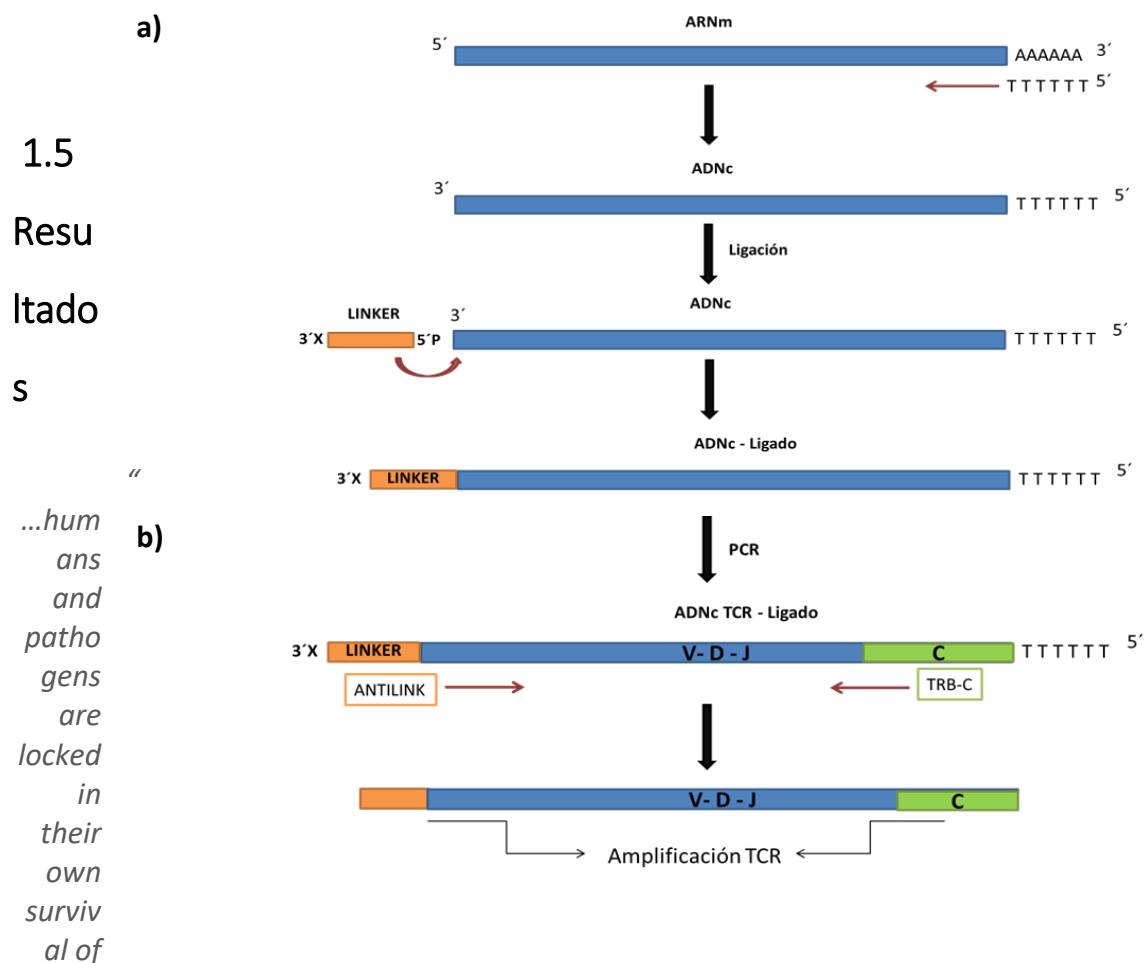 a)
ARNm
5´
AAAAAA 3´
TTTTTT 5´
ADNc
3´
TTTTTT 5´
Ligación
ADNc
LINKER
3´
3´X
5´P
TTTTTT 5´
ADNc - Ligado
3´X LINKER
TTTTTT 5´
b)
PCR
ADNc TCR - Ligado
3´X LINKER V- D - J C TTTTTT 5´
ANTILINK
TRB-C
V- D - J C
Amplificación TCR
1.5
Resu
ltado
s
“
...hum
ans
and
patho
gens
are
locked
in
their
own
surviv
al of